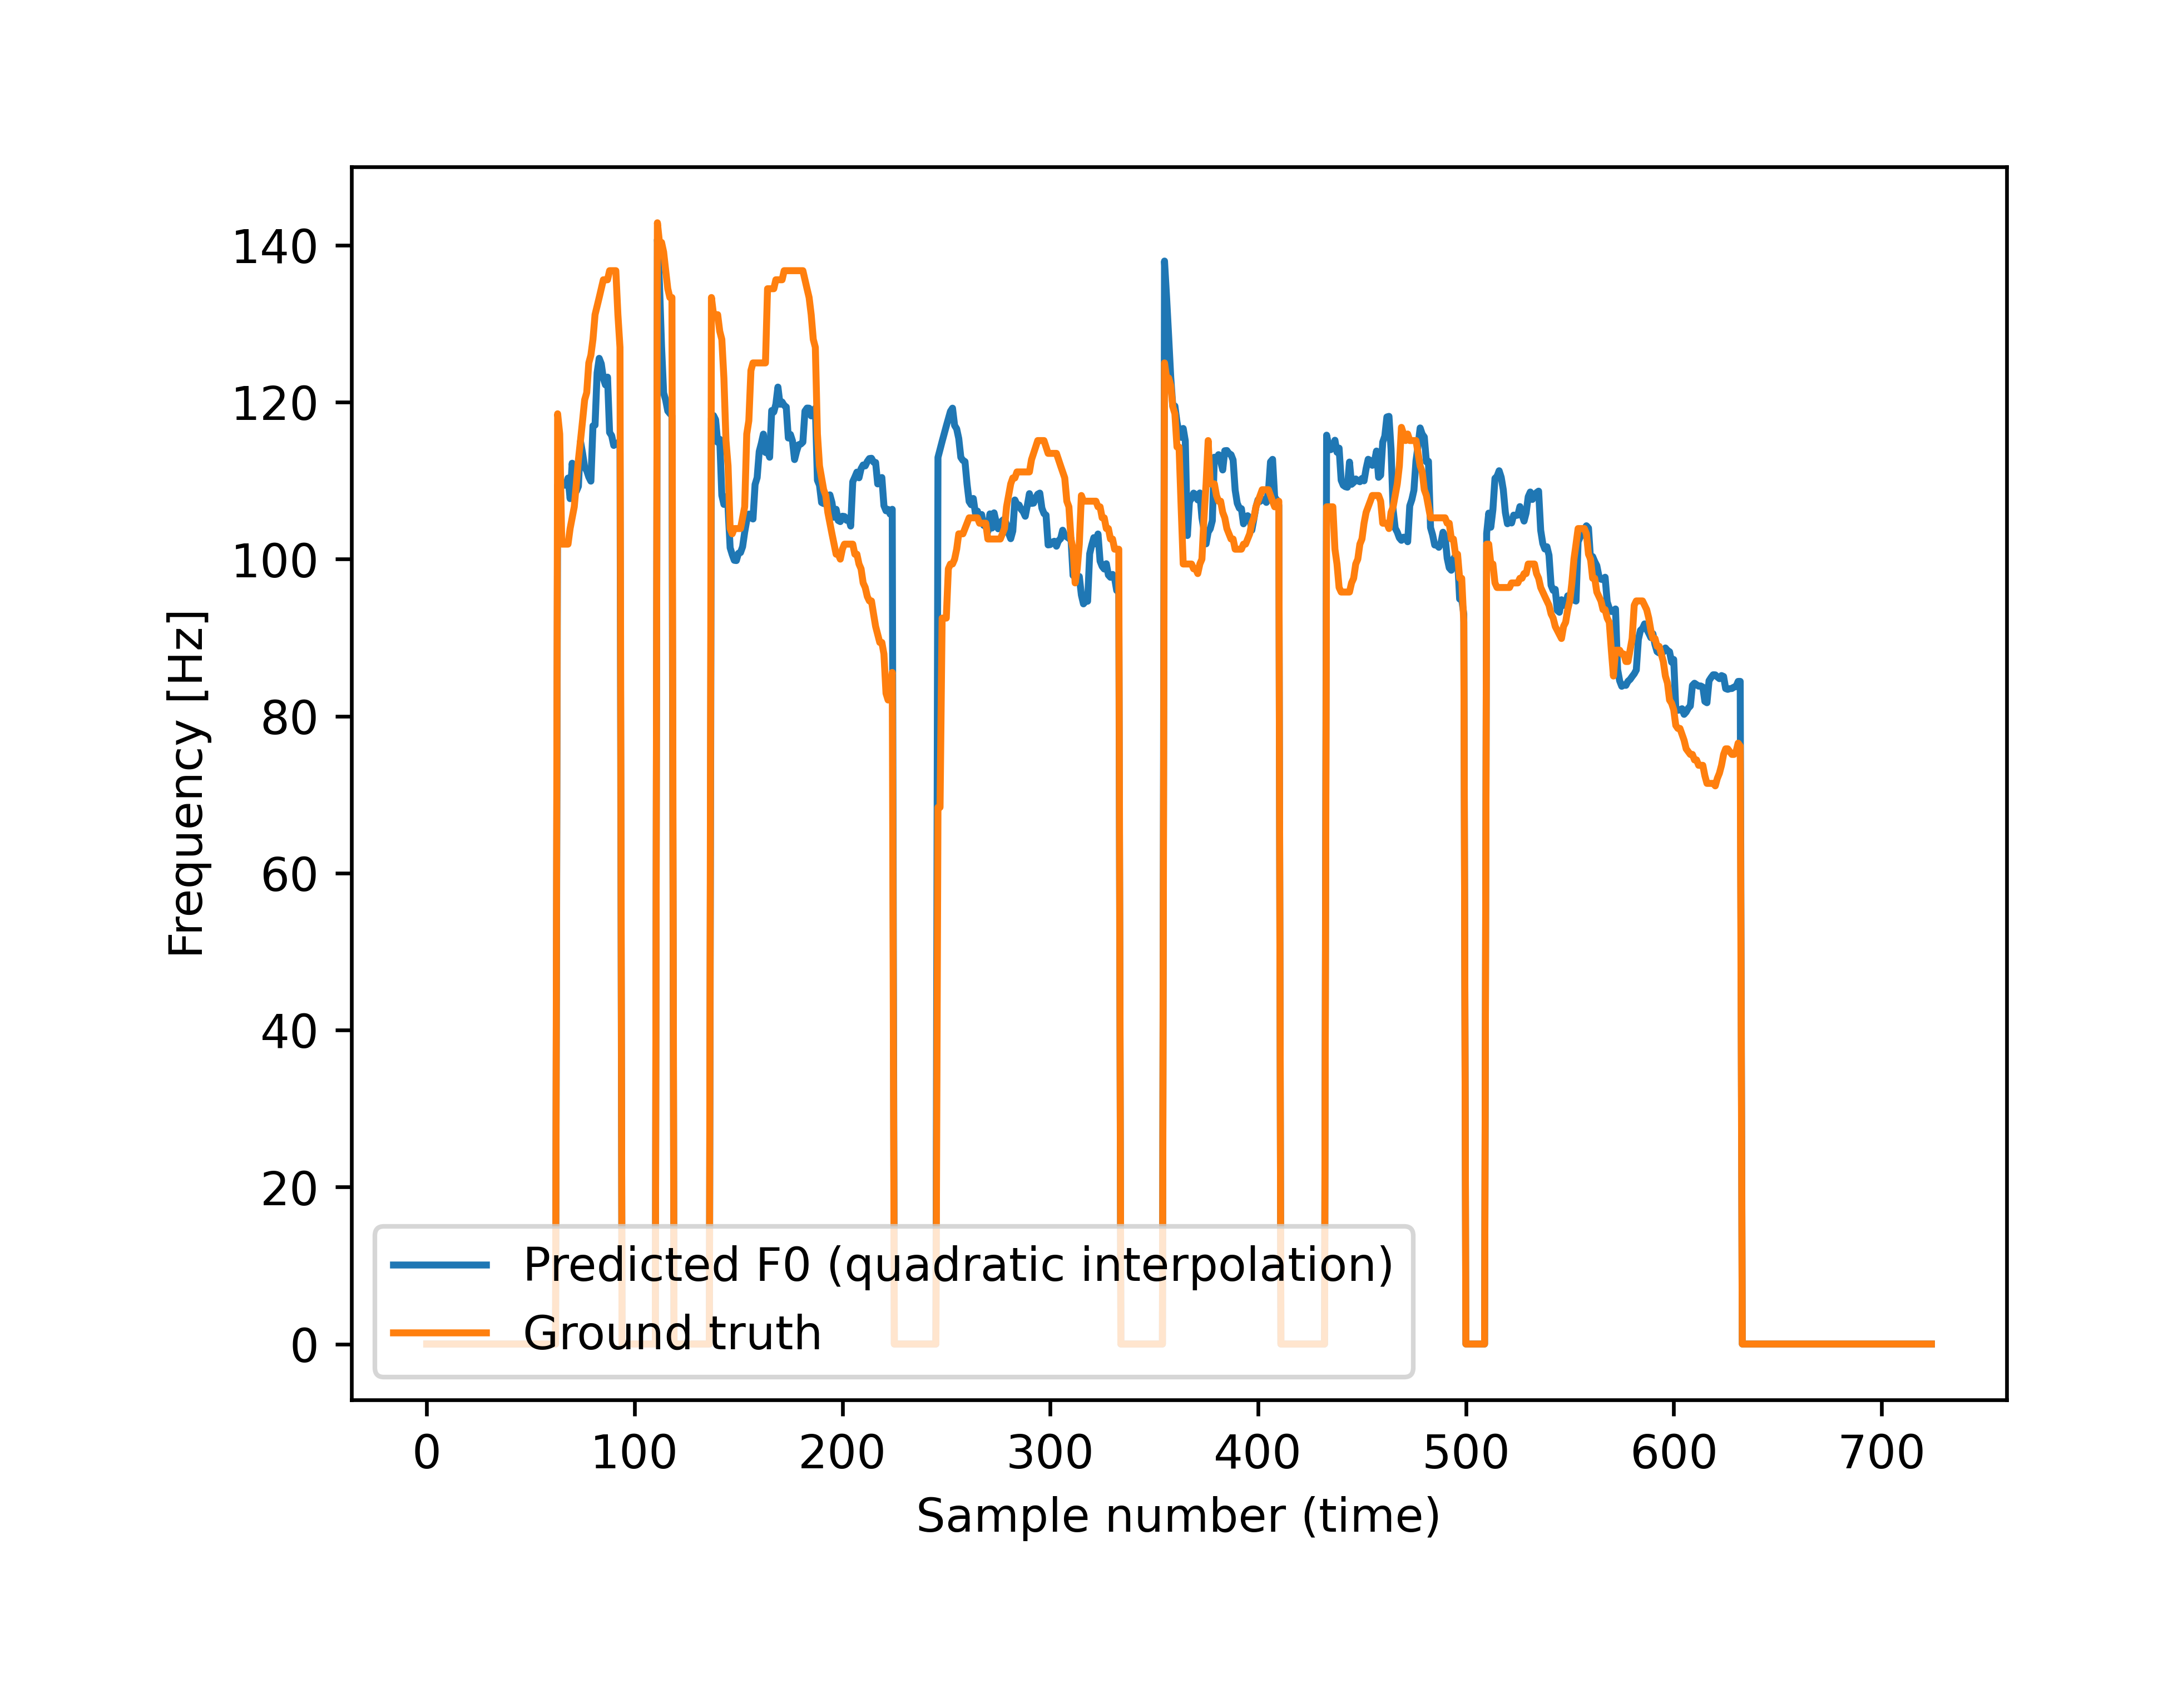 140
120
100
80
60
40
20
0
Frequency [Hz]
Predicted F0 (quadratic interpolation)
Ground truth
0 100 200 300 400 500 600 700
Sample number (time)